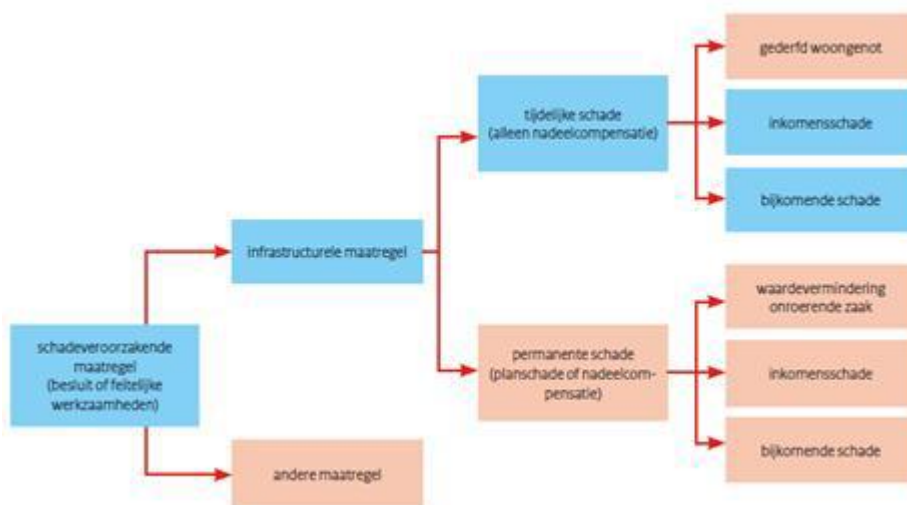 gederfd woongenot
tijdelijke schade
(alleen nadeelcompensatie)
inkomensschade
bijkomende schade
infrastructurele maatregel
waardevermindering
onroerende zaak
schadeveroorzakende
maatregel
(besluit of feitelijke
werkzaamheden)
permanente schade
(planschade of nadeelcom-
pensatie)
inkomensschade
bijkomende schade
andere maatregel